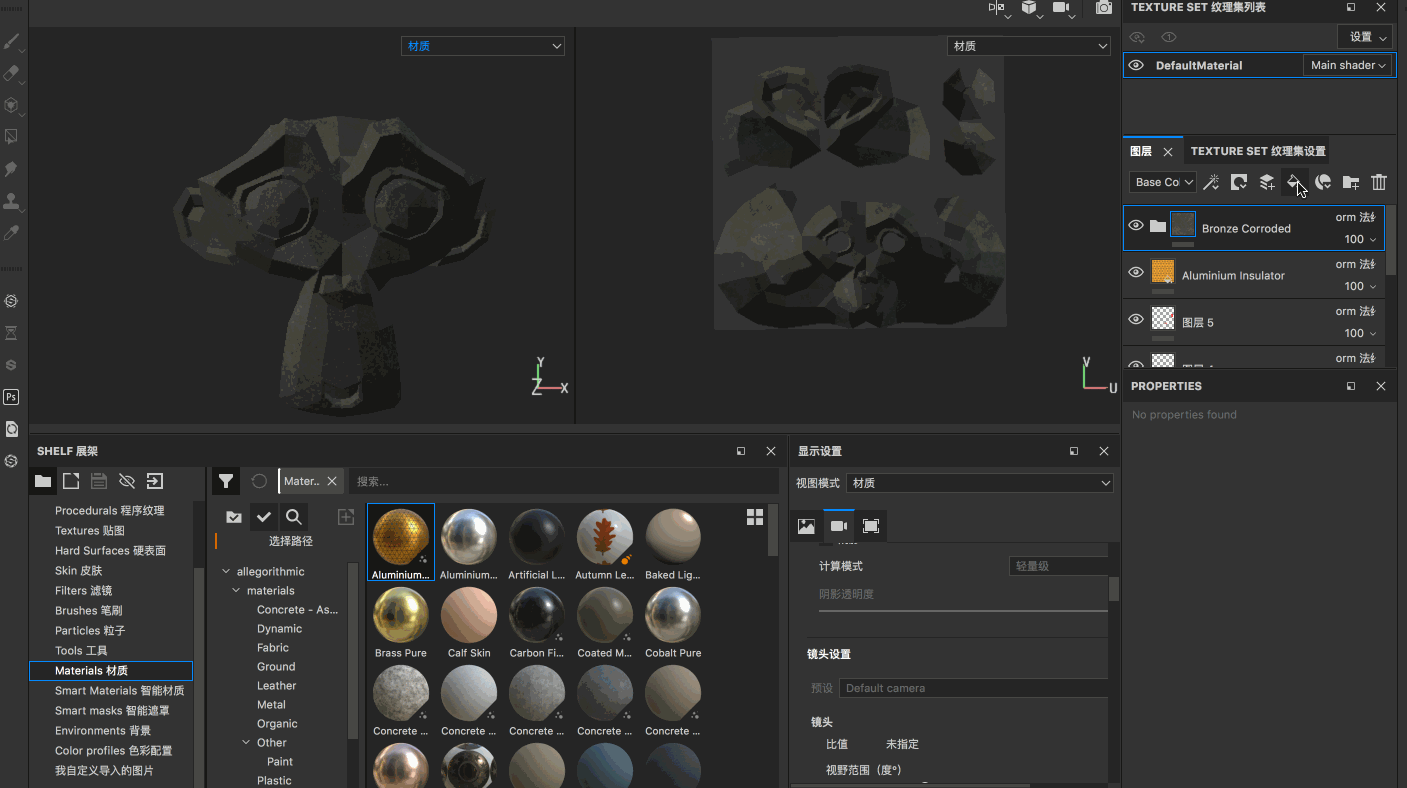 TEXTURE SET 纹理集列表
设置
DefaultMaterial
Main shader
材质
材质
Y
Z
X
V
U
图层
TEXTURE SET 纹理集设置
Base Co
orm 法
Bronze Corroded
100
orm 法
Aluminium Insulator
100
orm 法
图层 5
100
orm 法
PROPERTIES
No properties found
Ps
SHELF 展架
Mater..
搜索...
Procedurals 程序纹理
Textures 贴图
Hard Surfaces 硬表面
Skin 皮肤
Filters 滤镜
Brushes 笔刷
Particles 粒子
Tools 工具
Materials 材质
Smart Materials 智能材质
Smart masks 智能遮罩
Environments 背景
Color profiles 色彩配置
我自定义导入的图片
选择路径
allegorithmic
materials
Concrete - As...
Dynamic
Fabric
Ground
Leather
Metal
Organic
Other
Paint
Plastic
Aluminium...
Aluminium...
Artificial L...
Autumn Le...
Baked Lig...
Brass Pure
Calf Skin
Carbon Fi...
Coated M...
Cobalt Pure
Concrete ...
Concrete ...
Concrete ...
Concrete ...
Concrete ...
显示设置
视图模式
材质
计算模式
轻量级
阴影透明度
镜头设置
预设
Default camera
镜头
比值
未指定
视野范围（度°）